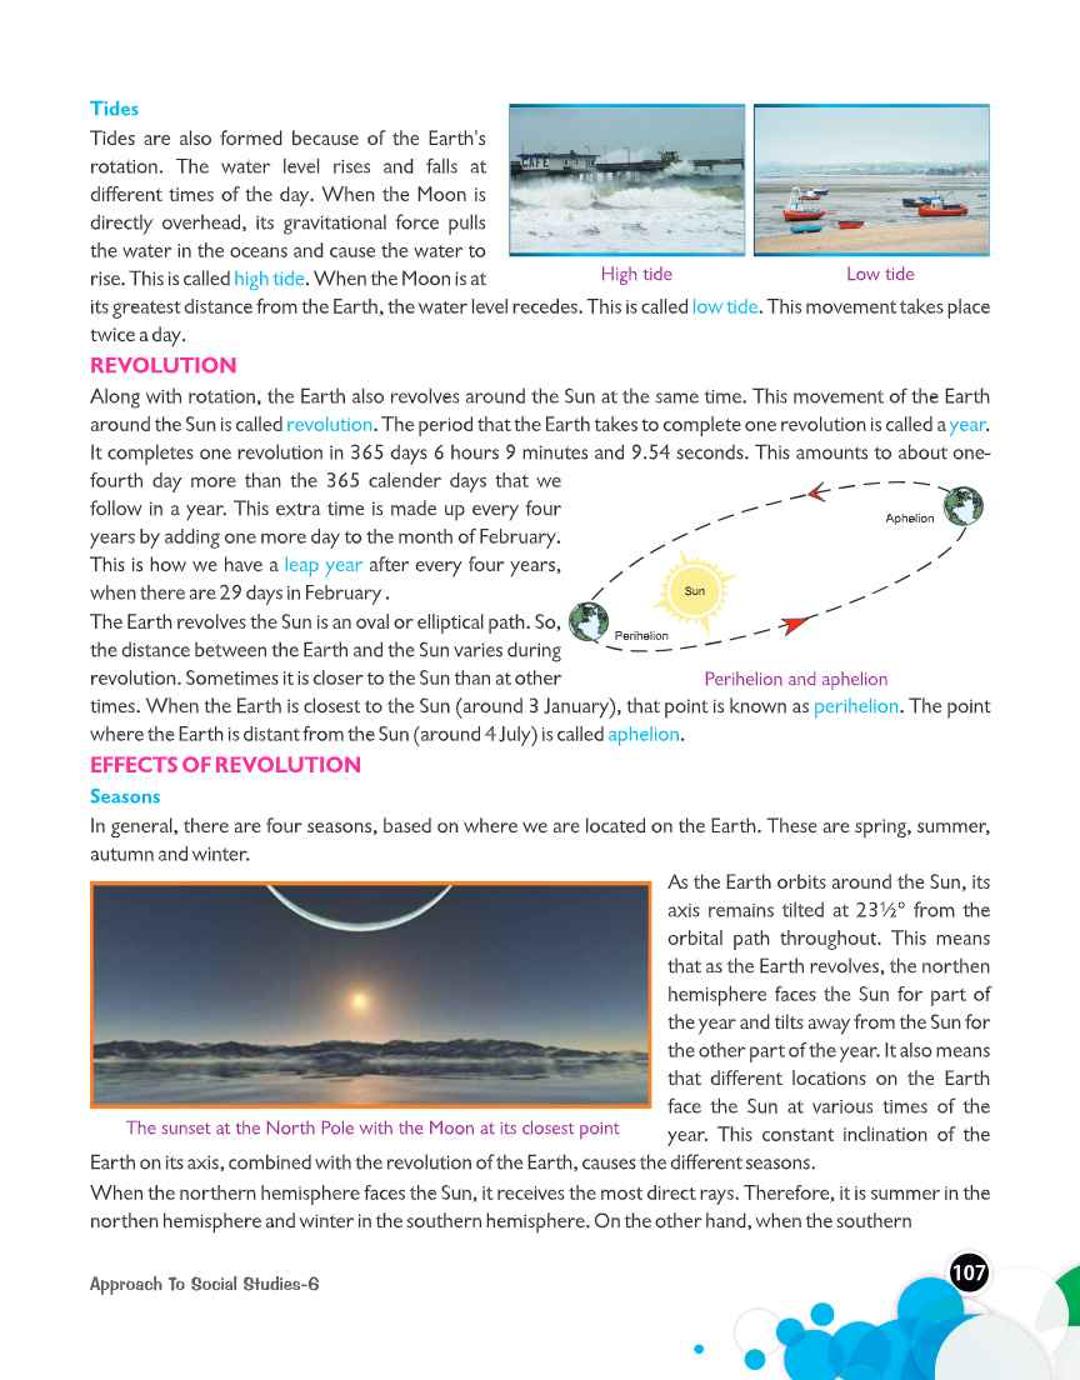 Tides
Tides are also formed because of the Earth's
rotation. The water level rises and falls at
different times of the day. When the Moon is
directly overhead, its gravitational force pulls
the water in the oceans and cause the water to
rise. This is called high tide. When the Moon is at
CAFE
High tide
Low tide
its greatest distance from the Earth, the water level recedes. This is called low tide. This movement takes place
twice a day.
REVOLUTION
Along with rotation, the Earth also revolves around the Sun at the same time. This movement of the Earth
around the Sun is called revolution. The period that the Earth takes to complete one revolution is called a year.
It completes one revolution in 365 days 6 hours 9 minutes and 9.54 seconds. This amounts to about one-
fourth day more than the 365 calender days that we
follow in a year. This extra time is made up every four
years by adding one more day to the month of February.
This is how we have a leap year after every four years,
when there are 29 days in February.
The Earth revolves the Sun is an oval or elliptical path. So,
the distance between the Earth and the Sun varies during
revolution. Sometimes it is closer to the Sun than at other
Aphelion
Sun
Perihelion
Perihelion and aphelion
times. When the Earth is closest to the Sun (around 3 January), that point is known as perihelion. The point
where the Earth is distant from the Sun (around 4 July) is called aphelion.
EFFECTS OF REVOLUTION
Seasons
In general, there are four seasons, based on where we are located on the Earth. These are spring, summer,
autumn and winter.
As the Earth orbits around the Sun, its
axis remains tilted at 23½° from the
orbital path throughout. This means
that as the Earth revolves, the northen
hemisphere faces the Sun for part of
the year and tilts away from the Sun for
the other part of the year. It also means
that different locations on the Earth
face the Sun at various times of the
year. This constant inclination of the
The sunset at the North Pole with the Moon at its closest point
Earth on its axis, combined with the revolution of the Earth, causes the different seasons.
When the northern hemisphere faces the Sun, it receives the most direct rays. Therefore, it is summer in the
northen hemisphere and winter in the southern hemisphere. On the other hand, when the southern
Approach To Social Studies-6
107